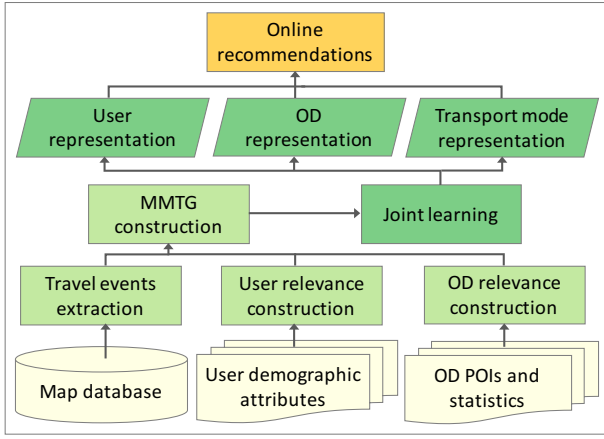 Online
recommendations
User
representation
OD
representation
Transport mode
representation
MMTG
construction
Joint learning
Travel events
extraction
User relevance
construction
OD relevance
construction
Map database
User demographic
attributes
OD POIs and
statistics